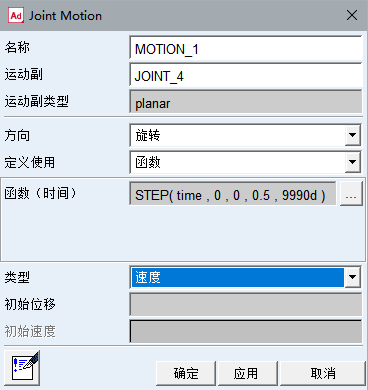 Ad Joint Motion
名称 MOTION_1
运动副 JOINT_4
运动副类型 planar
方向 旋转
定义使用 函数
函数（时间） STEP( time , 0 , 0 , 0.5 , 9990d ) ...
类型 速度
初始位移
初始速度
确定 应用 取消